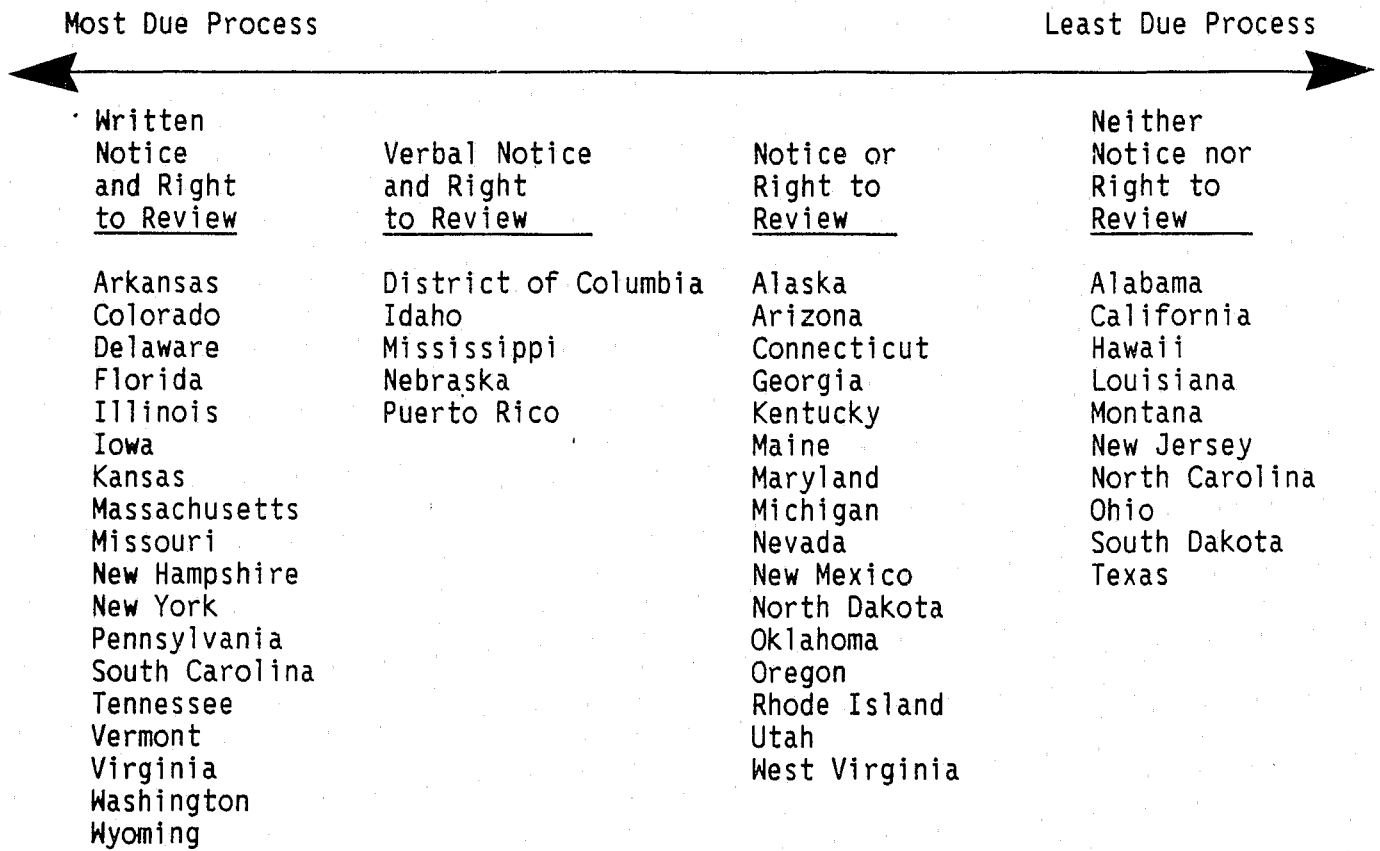 Most Due Process Least Due Process
Written Neither
Notice Verbal Notice Notice or Notice nor
and Right and Right Right to Right to
to Review to Review Review Review
Arkansas District of Columbia Alaska Alabama
Colorado Idaho Arizona California
Delaware Mississippi Connecticut Hawaii
Florida Nebraska Georgia Louisiana
Illinois Puerto Rico Kentucky Montana
Iowa Maine New Jersey
Kansas Maryland North Carolina
Massachusetts Michigan Ohio
Missouri Nevada South Dakota
New Hampshire New Mexico Texas
New York North Dakota
Pennsylvania Oklahoma
South Carolina Oregon
Tennessee Rhode Island
Vermont Utah
Virginia West Virginia
Washington
Wyoming